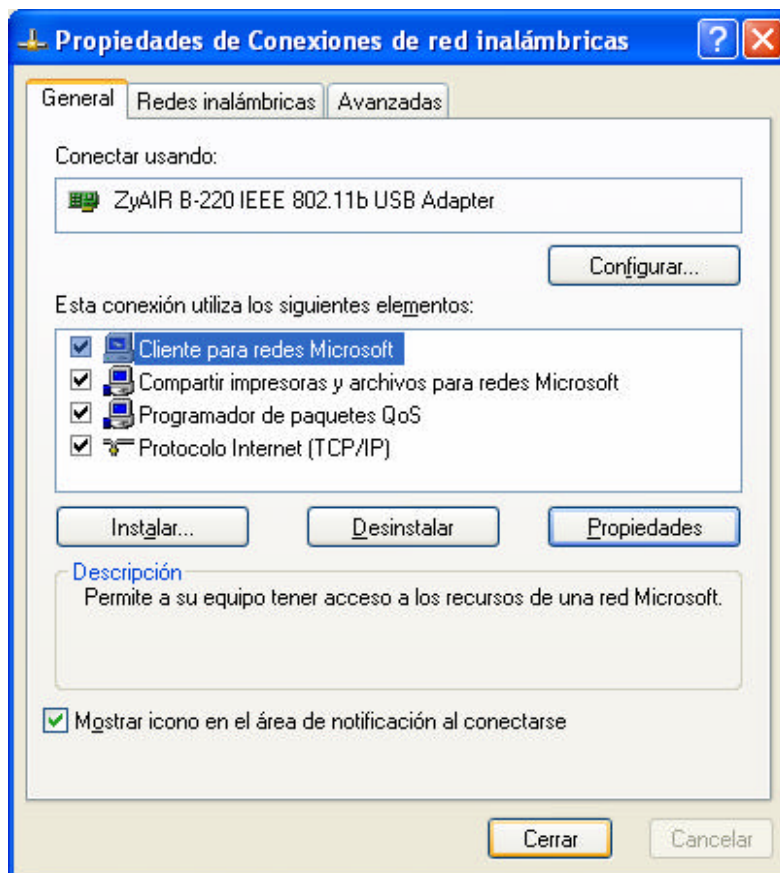 Propiedades de Conexiones de red inalámbricas
General Redes inalámbricas Avanzadas
Conectar usando:
ZyAIR B-220 IEEE 802.11b USB Adapter
Configurar...
Esta conexión utiliza los siguientes elementos:
Cliente para redes Microsoft
Compartir impresoras y archivos para redes Microsoft
Programador de paquetes QoS
Protocolo Internet (TCP/IP)
Instalar... Desinstalar Propiedades
Descripción
Permite a su equipo tener acceso a los recursos de una red Microsoft.
Mostrar icono en el área de notificación al conectarse
Cerrar Cancelar